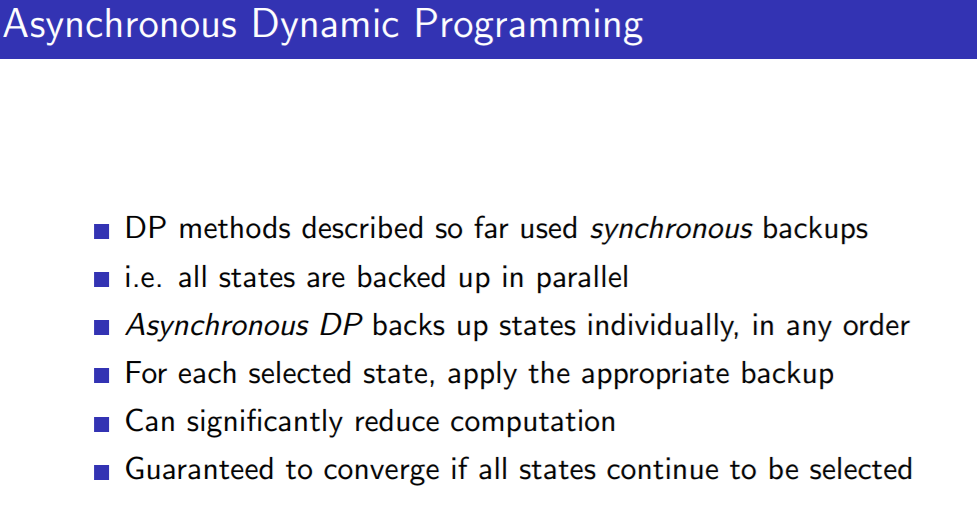 Asynchronous Dynamic Programming
DP methods described so far used synchronous backups
i.e. all states are backed up in parallel
Asynchronous DP backs up states individually, in any order
For each selected state, apply the appropriate backup
Can significantly reduce computation
Guaranteed to converge if all states continue to be selected